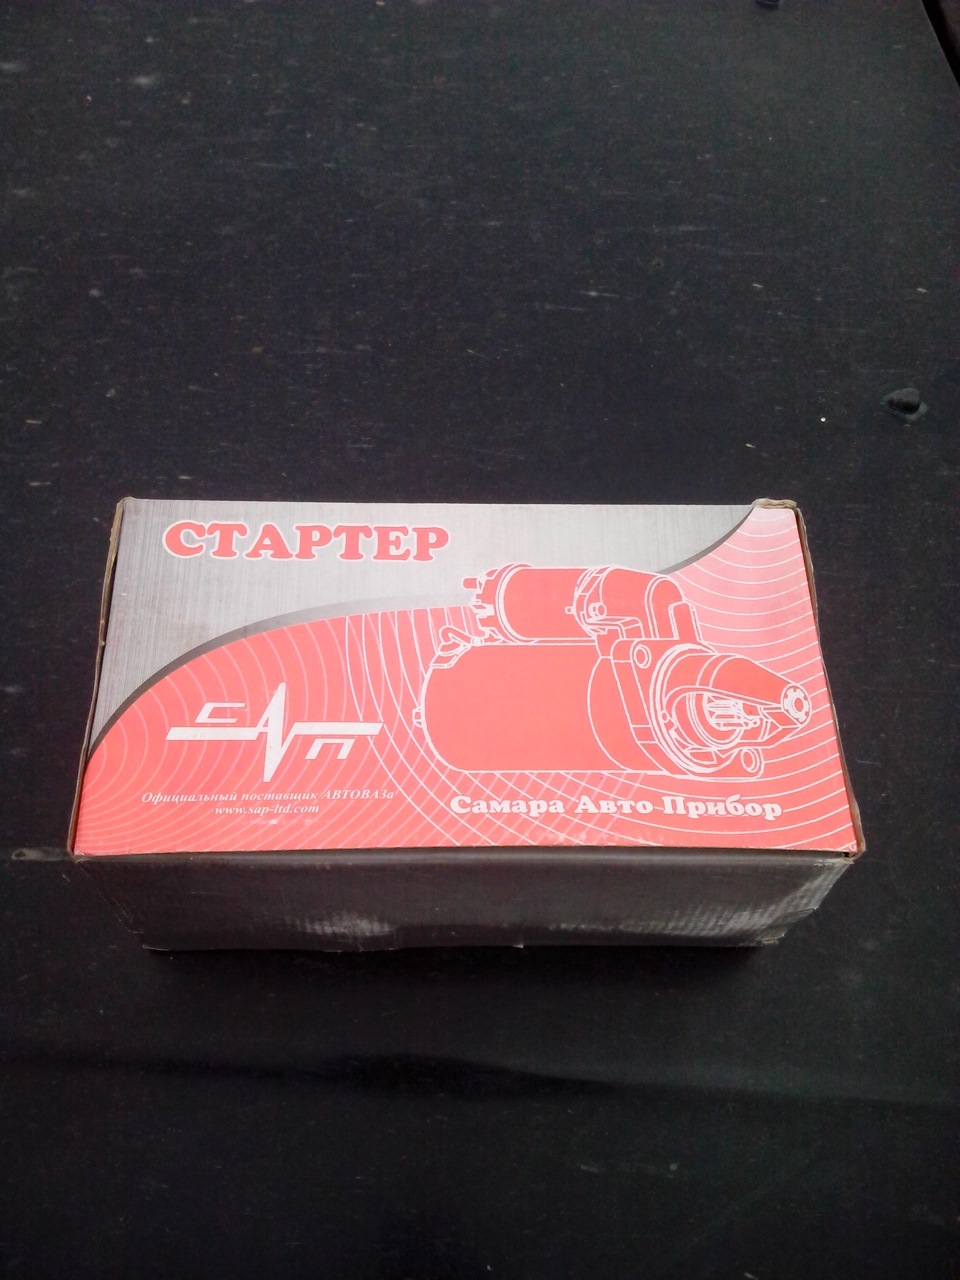 СТАРТЕР
САП
Официальный поставщик АВТОВАЗа
www.sap-ltd.com
Самара Авто-Прибор